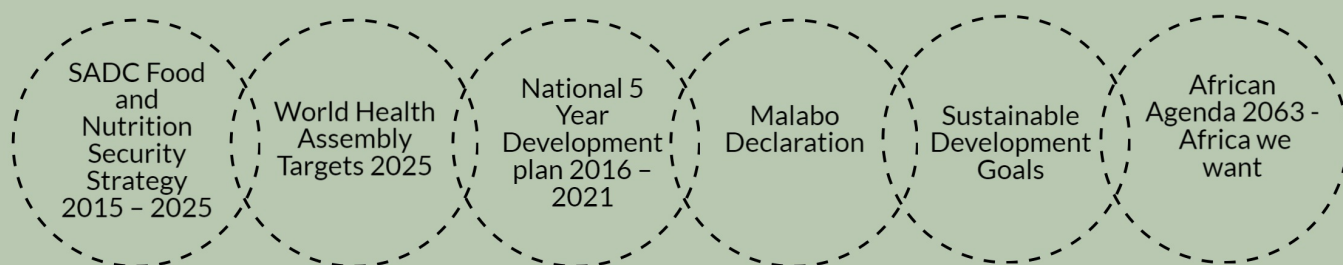 SADC Food
and
Nutrition
Security
Strategy
2015 – 2025
World Health
Assembly
Targets 2025
National 5
Year
Development
plan 2016 –
2021
Malabo
Declaration
Sustainable
Development
Goals
African
Agenda 2063 -
Africa we
want